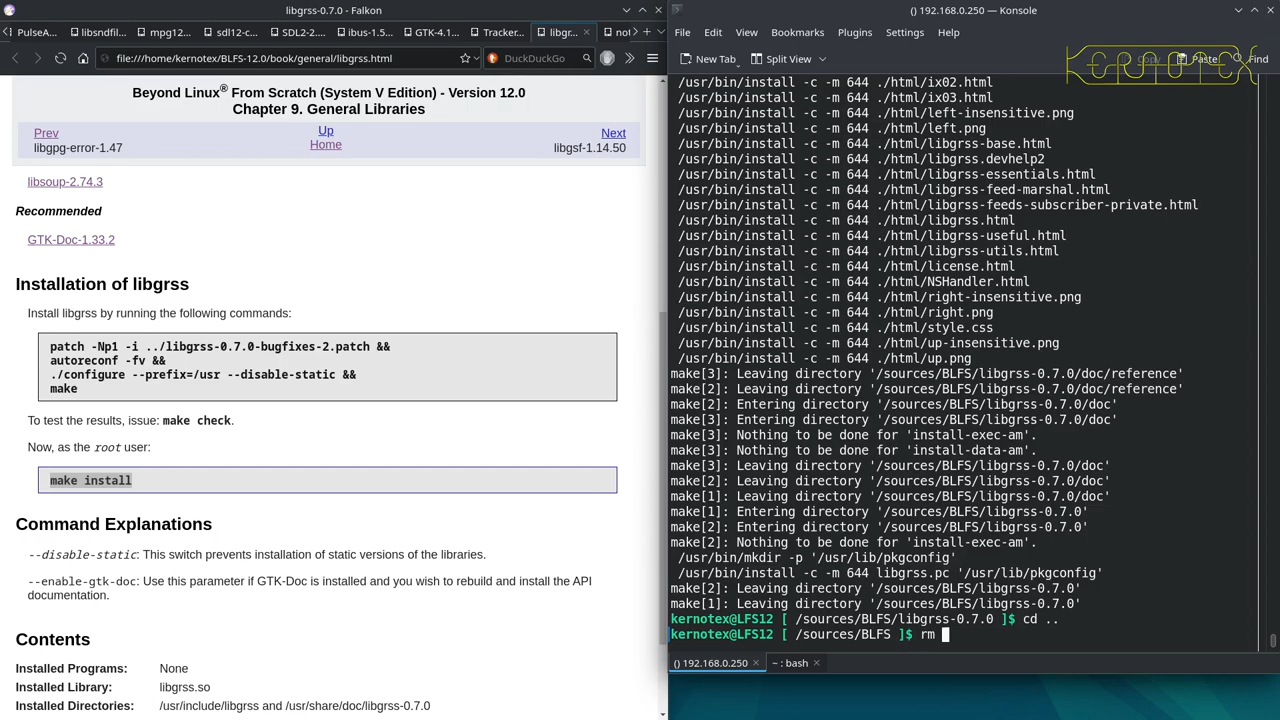 libgrss-0.7.0 - Falkon
PulseA...
libsndfil...
mpg12...
sdl12-c...
SDL2-2...
ibus-1.5...
GTK-4.1...
Tracker...
libgr...
no
file:///home/kernotex/BLFS-12.0/book/general/libgrss.html
DuckDuckGo
Beyond Linux® From Scratch (System V Edition) - Version 12.0
Chapter 9. General Libraries
Prev
Up
Next
libgpg-error-1.47
Home
libgsf-1.14.50
libsoup-2.74.3
Recommended
GTK-Doc-1.33.2
Installation of libgrss
Install libgrss by running the following commands:
patch -Np1 -i ../libgrss-0.7.0-bugfixes-2.patch &&
autoreconf -fv &&
./configure --prefix=/usr --disable-static &&
make
To test the results, issue: make check.
Now, as the root user:
make install
Command Explanations
--disable-static: This switch prevents installation of static versions of the libraries.
--enable-gtk-doc: Use this parameter if GTK-Doc is installed and you wish to rebuild and install the API
documentation.
Contents
Installed Programs: None
Installed Library: libgrss.so
Installed Directories: /usr/include/libgrss and /usr/share/doc/libgrss-0.7.0
() 192.168.0.250 — Konsole
File Edit View Bookmarks Plugins Settings Help
New Tab Split View Copy Paste Find
KERNOTEX
/usr/bin/install -c -m 644 ./html/ix02.html
/usr/bin/install -c -m 644 ./html/ix03.html
/usr/bin/install -c -m 644 ./html/left-insensitive.png
/usr/bin/install -c -m 644 ./html/left.png
/usr/bin/install -c -m 644 ./html/libgrss-base.html
/usr/bin/install -c -m 644 ./html/libgrss.devhelp2
/usr/bin/install -c -m 644 ./html/libgrss-essentials.html
/usr/bin/install -c -m 644 ./html/libgrss-feed-marshal.html
/usr/bin/install -c -m 644 ./html/libgrss-feeds-subscriber-private.html
/usr/bin/install -c -m 644 ./html/libgrss.html
/usr/bin/install -c -m 644 ./html/libgrss-useful.html
/usr/bin/install -c -m 644 ./html/libgrss-utils.html
/usr/bin/install -c -m 644 ./html/license.html
/usr/bin/install -c -m 644 ./html/NSHandler.html
/usr/bin/install -c -m 644 ./html/right-insensitive.png
/usr/bin/install -c -m 644 ./html/right.png
/usr/bin/install -c -m 644 ./html/style.css
/usr/bin/install -c -m 644 ./html/up-insensitive.png
/usr/bin/install -c -m 644 ./html/up.png
make[3]: Leaving directory '/sources/BLFS/libgrss-0.7.0/doc/reference'
make[2]: Leaving directory '/sources/BLFS/libgrss-0.7.0/doc/reference'
make[2]: Entering directory '/sources/BLFS/libgrss-0.7.0/doc'
make[3]: Entering directory '/sources/BLFS/libgrss-0.7.0/doc'
make[3]: Nothing to be done for 'install-exec-am'.
make[3]: Nothing to be done for 'install-data-am'.
make[3]: Leaving directory '/sources/BLFS/libgrss-0.7.0/doc'
make[2]: Leaving directory '/sources/BLFS/libgrss-0.7.0/doc'
make[1]: Leaving directory '/sources/BLFS/libgrss-0.7.0/doc'
make[1]: Entering directory '/sources/BLFS/libgrss-0.7.0'
make[2]: Entering directory '/sources/BLFS/libgrss-0.7.0'
make[2]: Nothing to be done for 'install-exec-am'.
/usr/bin/mkdir -p '/usr/lib/pkgconfig'
/usr/bin/install -c -m 644 libgrss.pc '/usr/lib/pkgconfig'
make[2]: Leaving directory '/sources/BLFS/libgrss-0.7.0'
make[1]: Leaving directory '/sources/BLFS/libgrss-0.7.0'
kernotex@LFS12 [ /sources/BLFS/libgrss-0.7.0 ]$ cd ..
kernotex@LFS12 [ /sources/BLFS ]$ rm
() 192.168.0.250
~ : bash